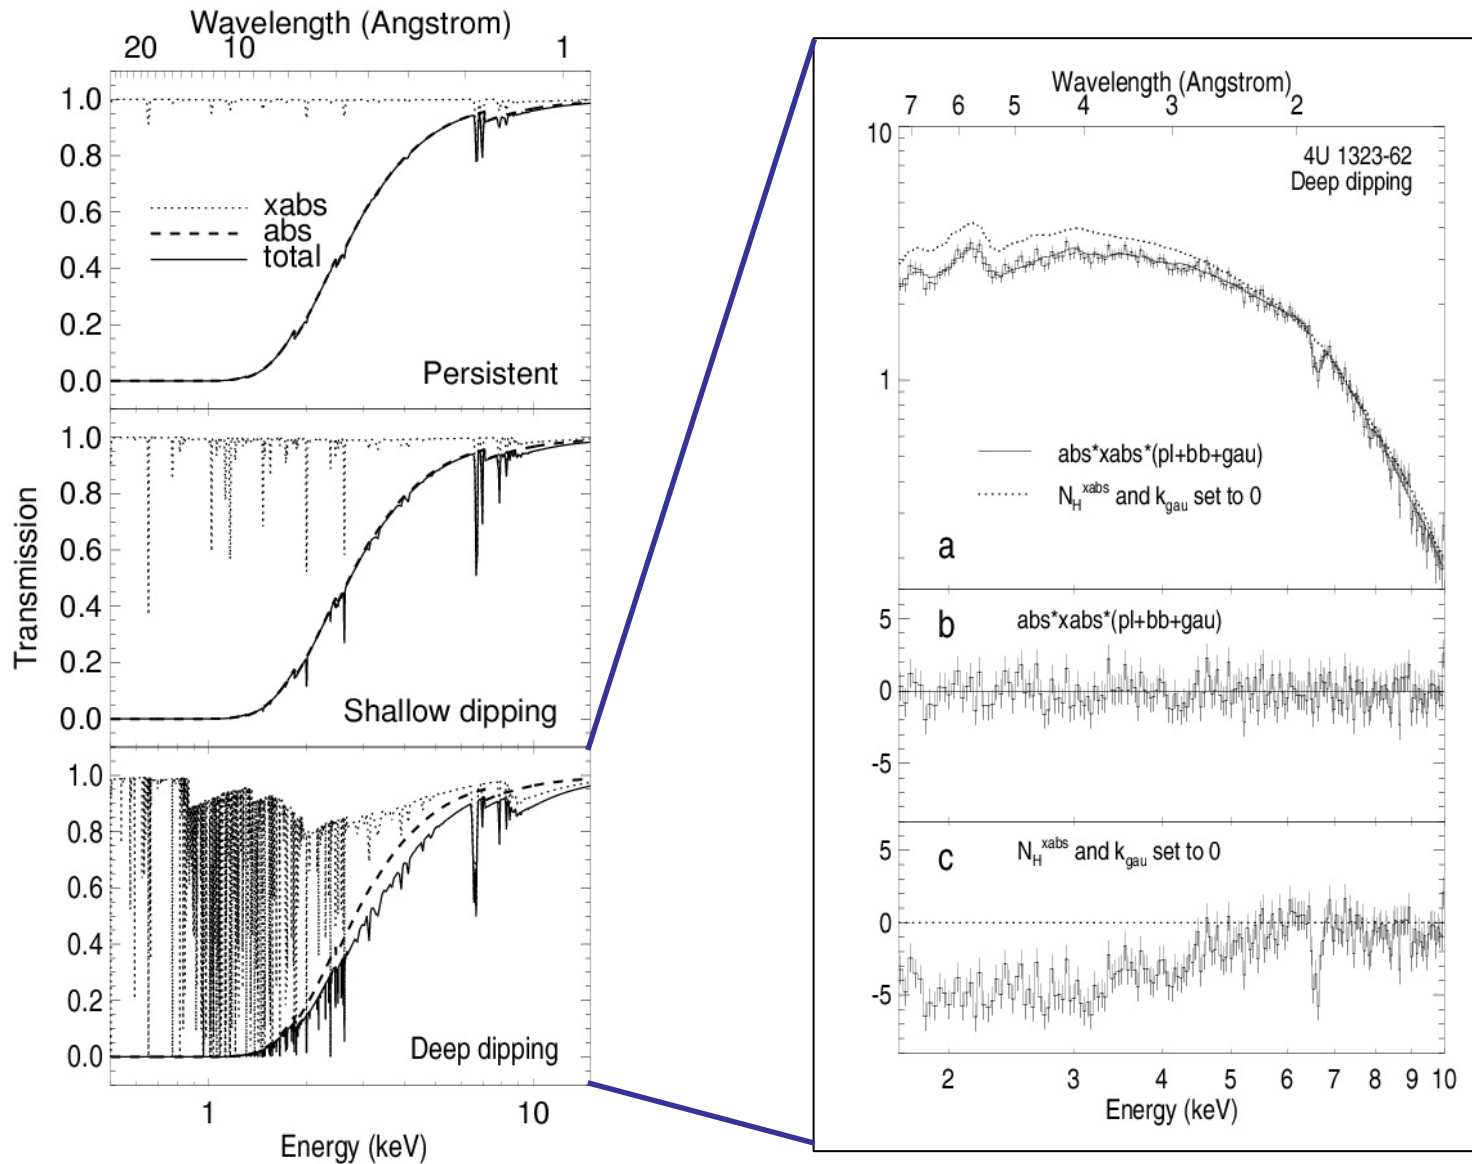 Wavelength (Angstrom)
20 10 1
1.0
0.8
0.6
0.4
0.2
0.0
xabs
abs
total
Persistent
1.0
0.8
0.6
0.4
0.2
0.0
Shallow dipping
Transmission
1.0
0.8
0.6
0.4
0.2
0.0
Deep dipping
1 10
Energy (keV)
Wavelength (Angstrom)
7 6 5 4 3 2
10
1
4U 1323-62
Deep dipping
abs*xabs*(pl+bb+gau)
N_H^xabs and k_gau set to 0
a
b
abs*xabs*(pl+bb+gau)
5
0
-5
c
N_H^xabs and k_gau set to 0
5
0
-5
2 3 4 5 6 7 8 9 10
Energy (keV)